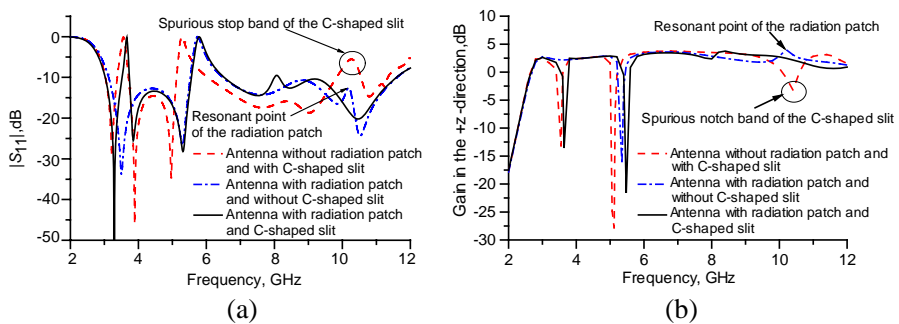 Spurious stop band of the C-shaped slit
0
-10
-20
-30
-40
-50
|S11|,dB
Resonant point
of the radiation patch
Antenna without radiation patch
and with C-shaped slit
Antenna with radiation patch
and without C-shaped slit
Antenna with radiation patch
and C-shaped slit
2 4 6 8 10 12
Frequency, GHz
(a)
Resonant point of the radiation patch
10
5
0
-5
-10
-15
-20
-25
-30
Gain in the +z-direction,dB
Spurious notch band of the C-shaped slit
Antenna without radiation patch and
with C-shaped slit
Antenna with radiation patch and
without C-shaped slit
Antenna with radiation patch and
C-shaped slit
2 4 6 8 10 12
Frequency, GHz
(b)